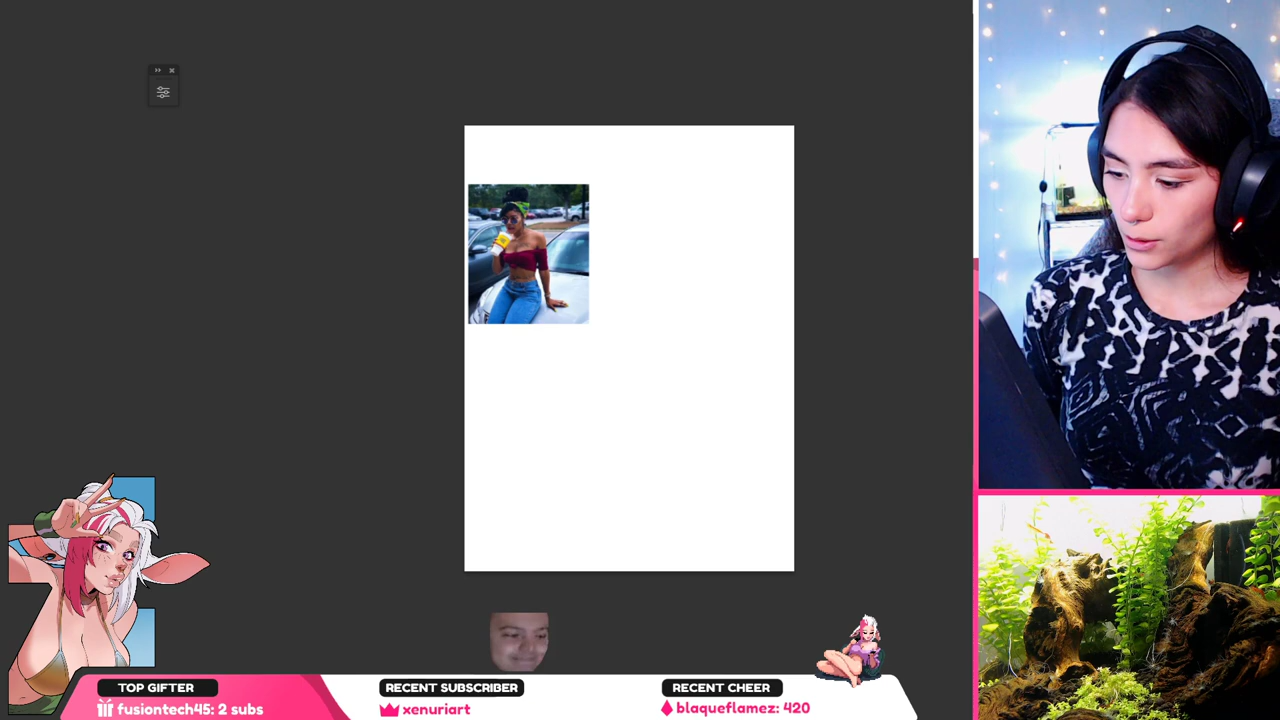 TOP GIFTER
fusiontech45: 2 subs
RECENT SUBSCRIBER
xenuriart
RECENT CHEER
blaqueflamez: 420